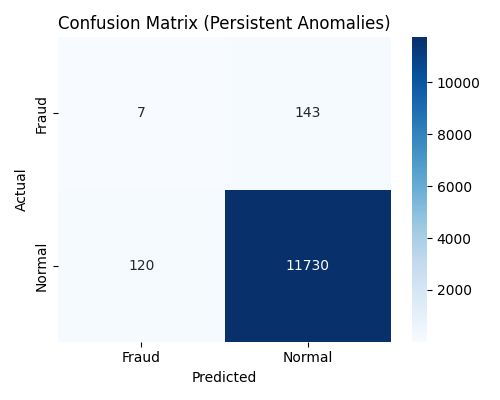 Confusion Matrix (Persistent Anomalies)
Actual
Fraud
Normal
7 143
120 11730
Fraud Normal
Predicted
10000
8000
6000
4000
2000